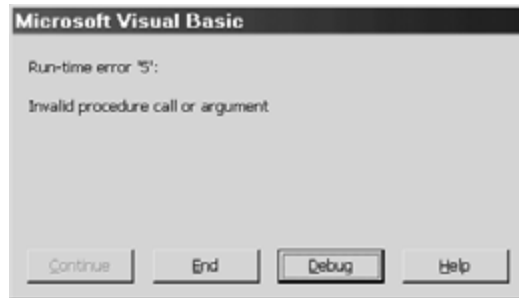 Microsoft Visual Basic
Run-time error '5':
Invalid procedure call or argument
Continue End Debug Help